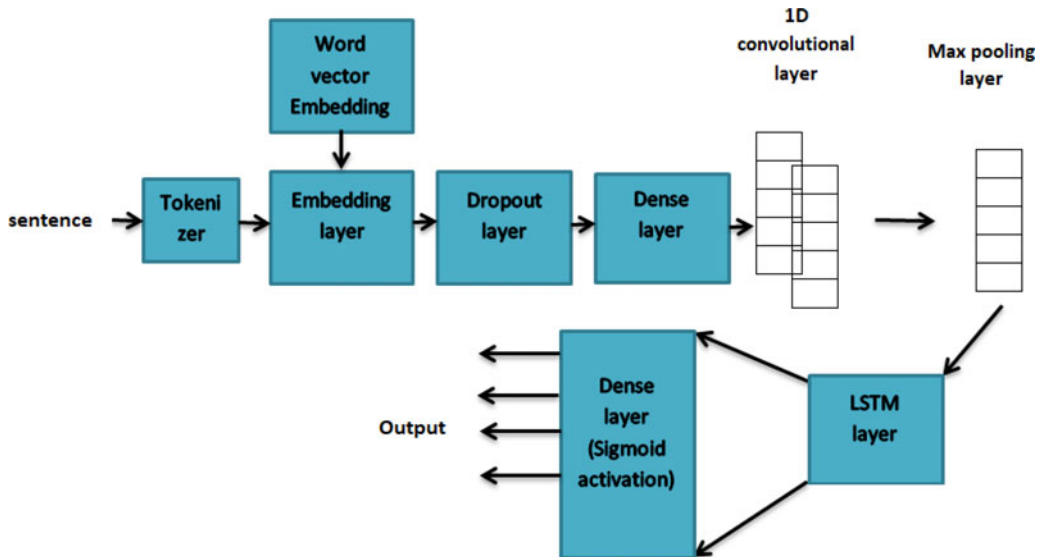 Word
vector
Embedding
1D
convolutional
layer
Max pooling
layer
sentence
Tokeni
zer
Embedding
layer
Dropout
layer
Dense
layer
LSTM
layer
Dense
layer
(Sigmoid
activation)
Output